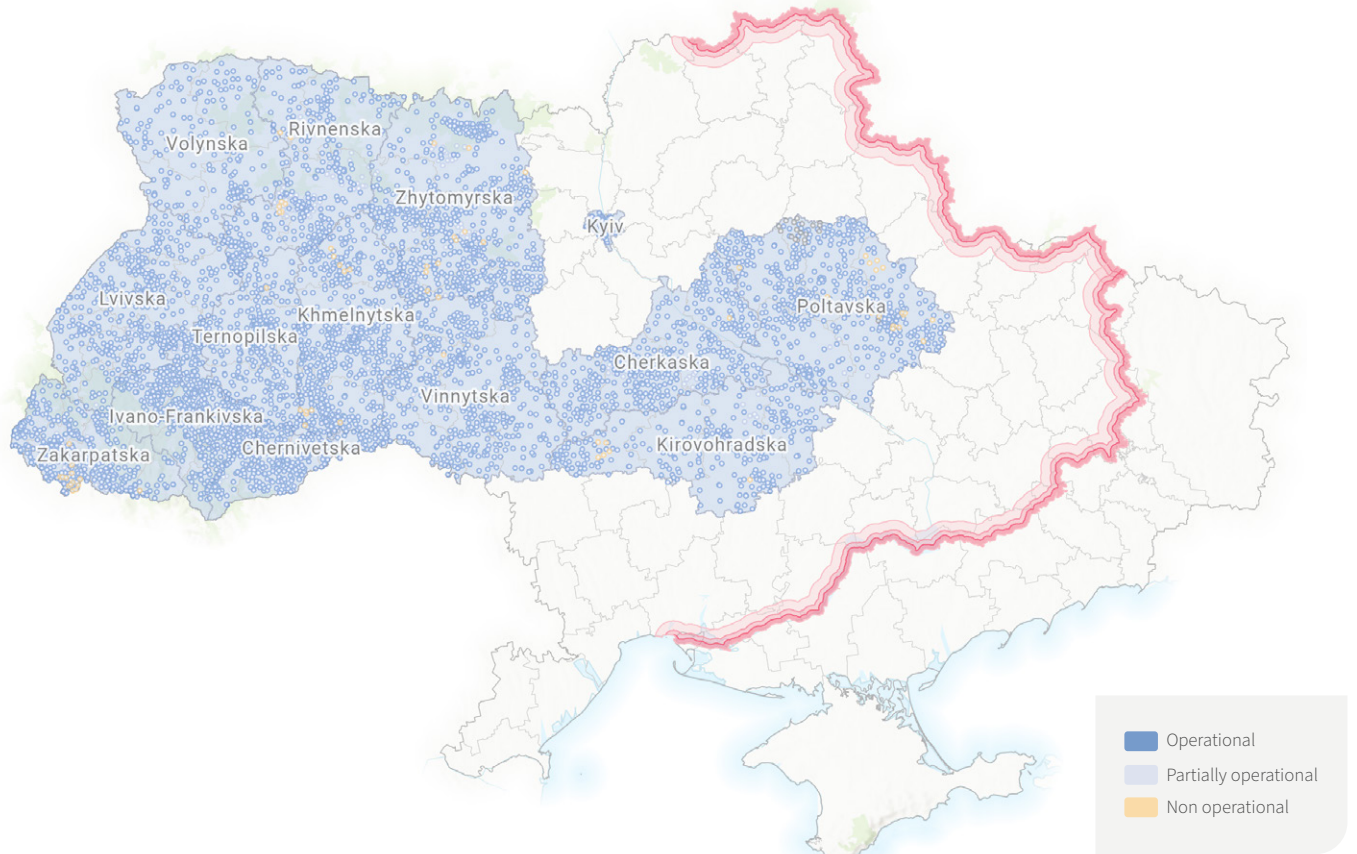 Rivnenska
Volynska
Zhytomyrska
Kyiv
Lvivska
Poltavska
Khmelnytska
Ternopilska
Cherkaska
Vinnytska
Ivano-Frankivska
Kirovohradska
Chernivetska
Zakarpatska
Operational
Partially operational
Non operational